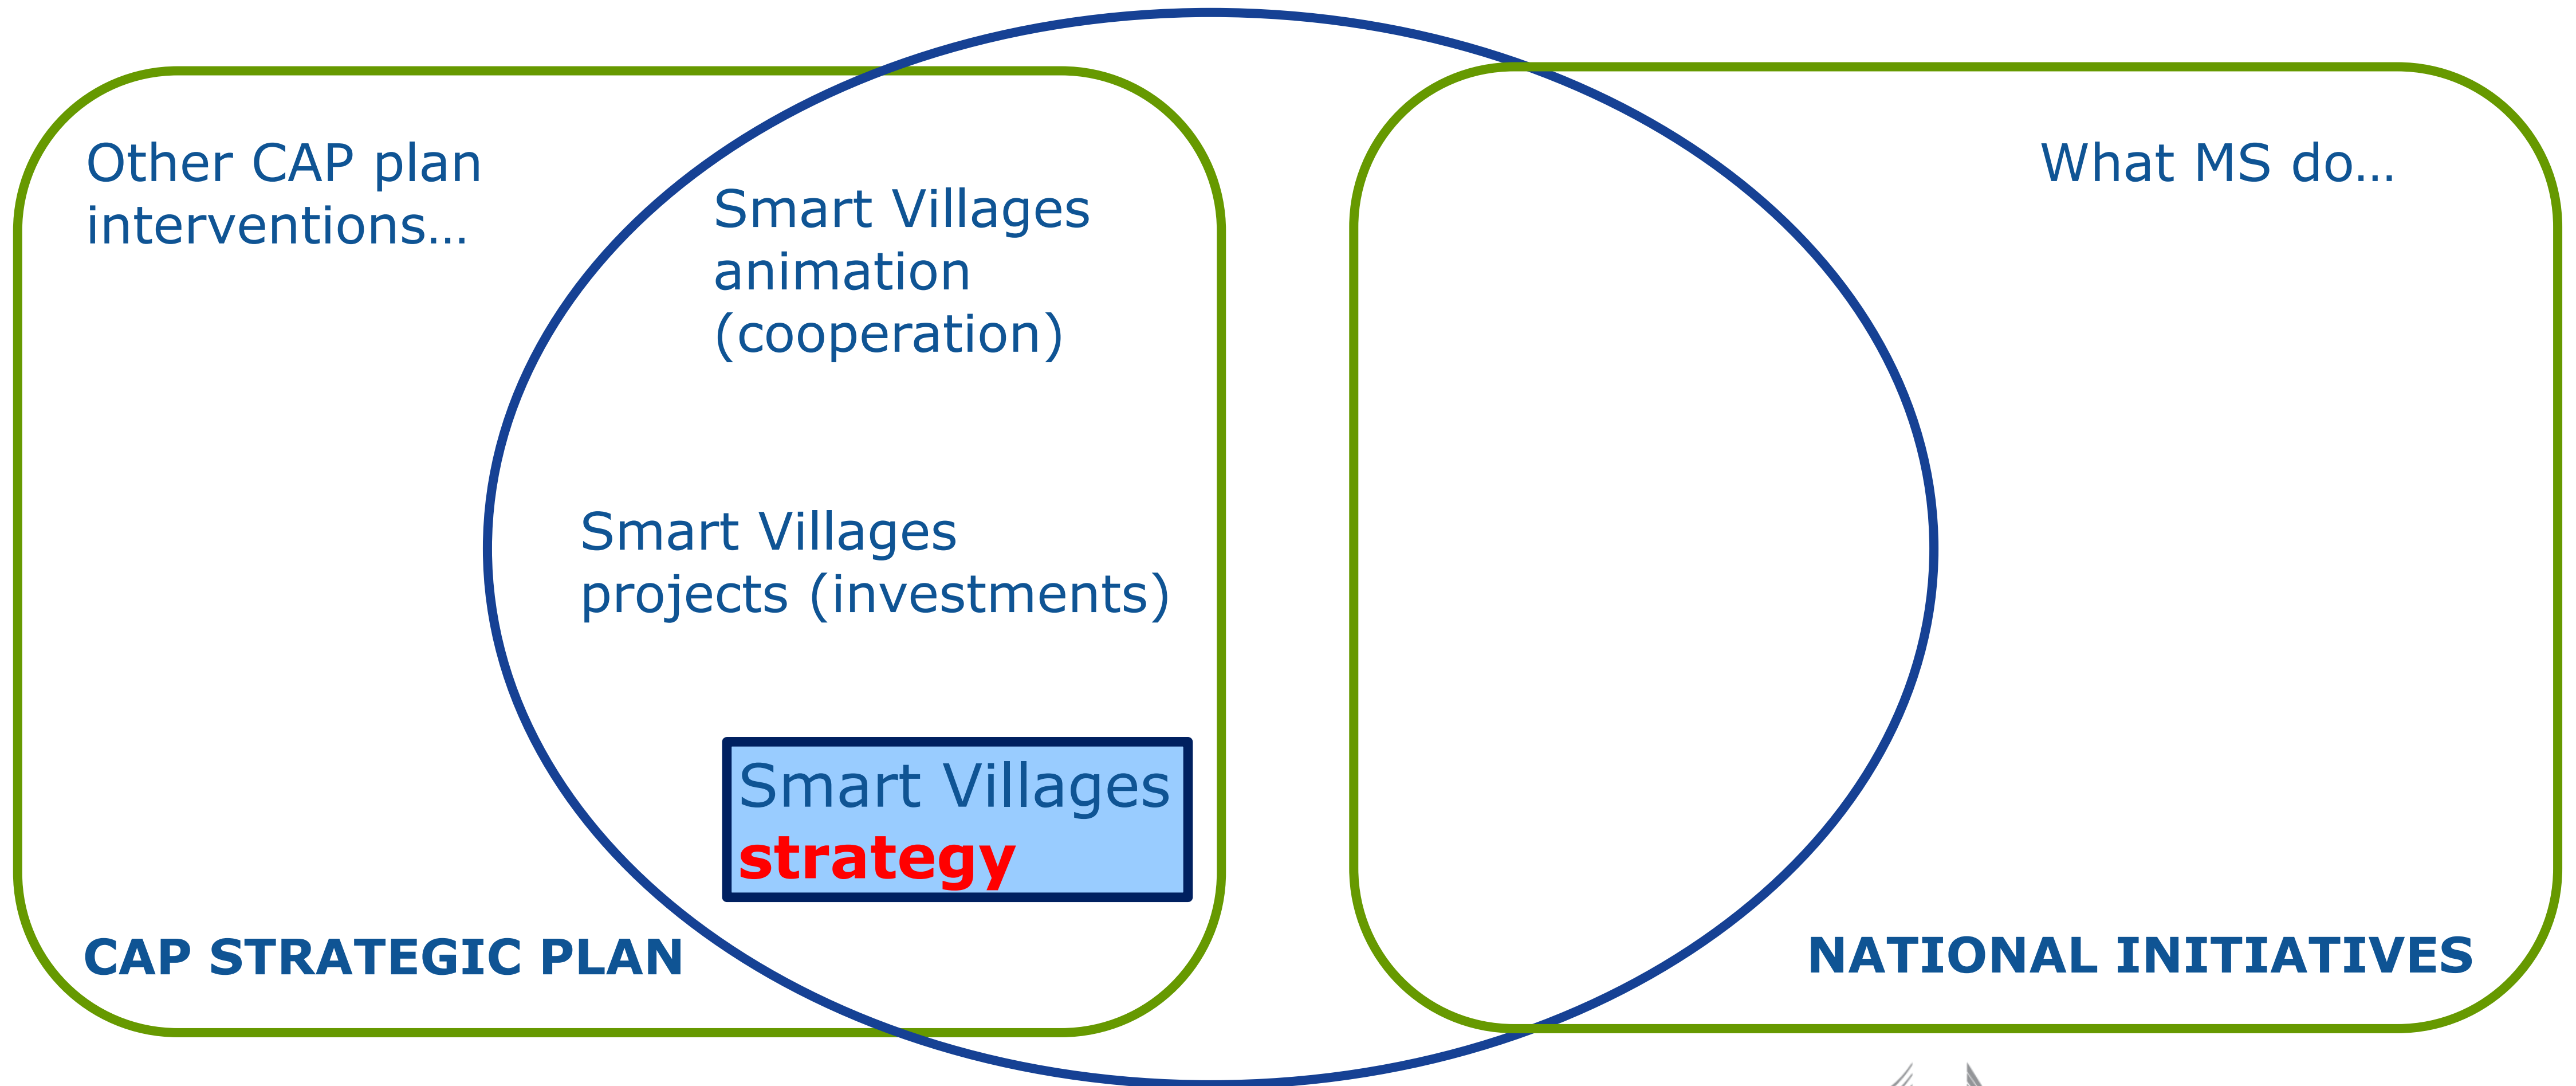 Other CAP plan
interventions…
Smart Villages
animation
(cooperation)
Smart Villages
projects (investments)
Smart Villages
strategy
CAP STRATEGIC PLAN
What MS do…
NATIONAL INITIATIVES